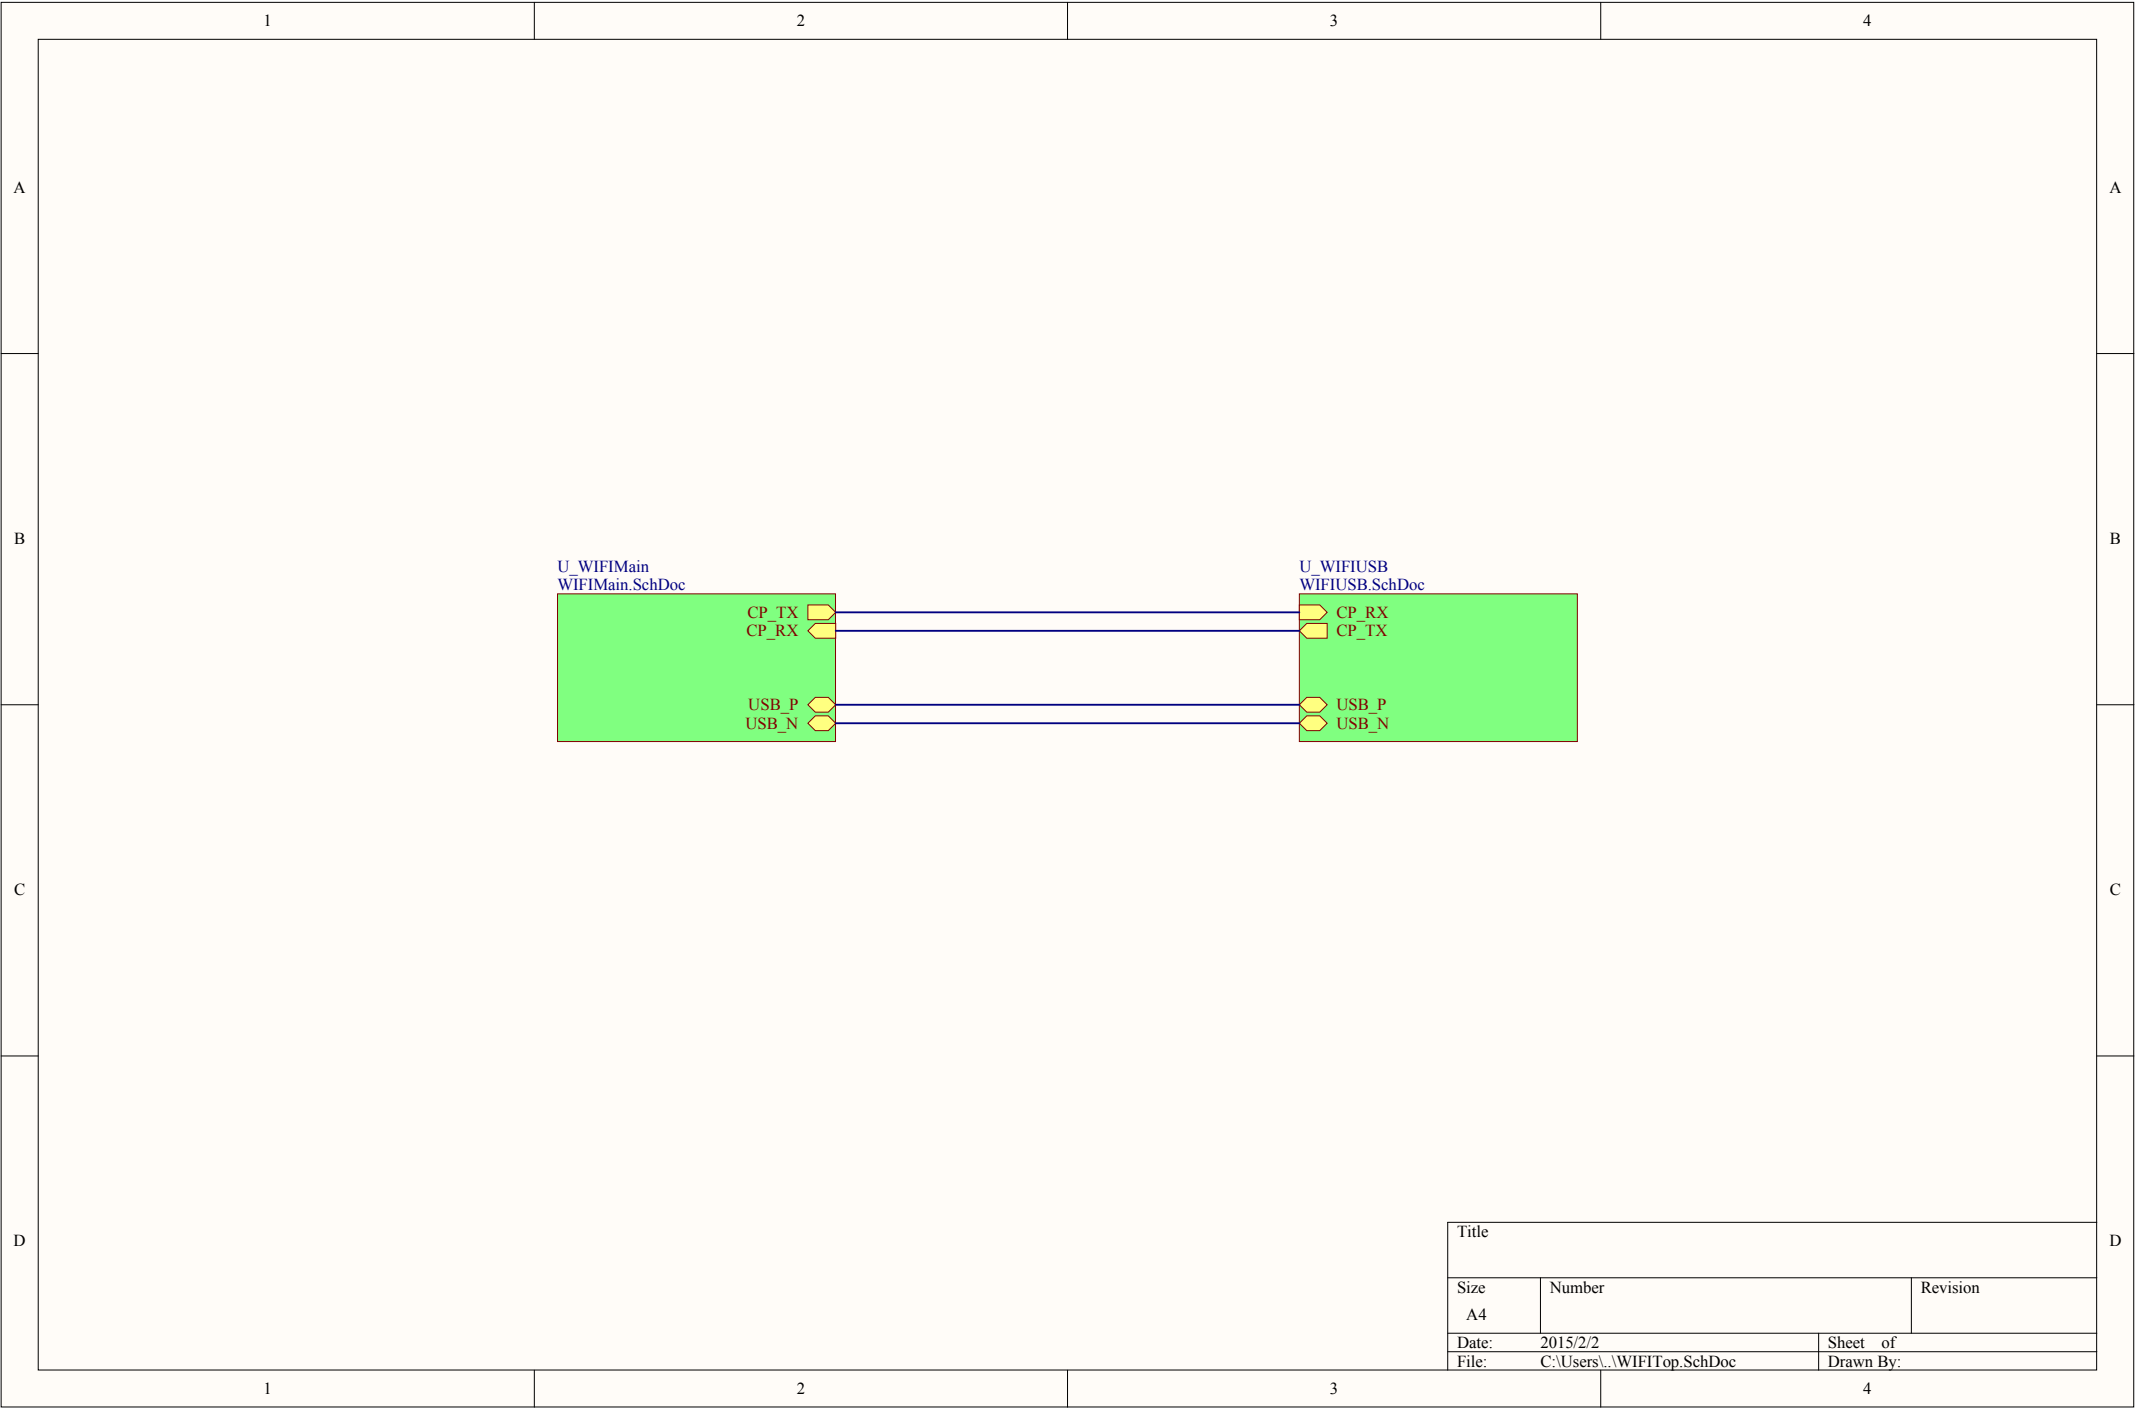 1 2 3 4
A A
U_WIFIMain U_WIFIUSB
WIFIMain.SchDoc WIFIUSB.SchDoc
B B
CP_TX CP_RX
CP_RX CP_TX
USB_P USB_P
USB_N USB_N
C C
D D
Title
Size Number Revision
A4
Date: 2015/2/2 Sheet of
File: C:\Users\..\WIFITop.SchDoc Drawn By:
1 2 3 4